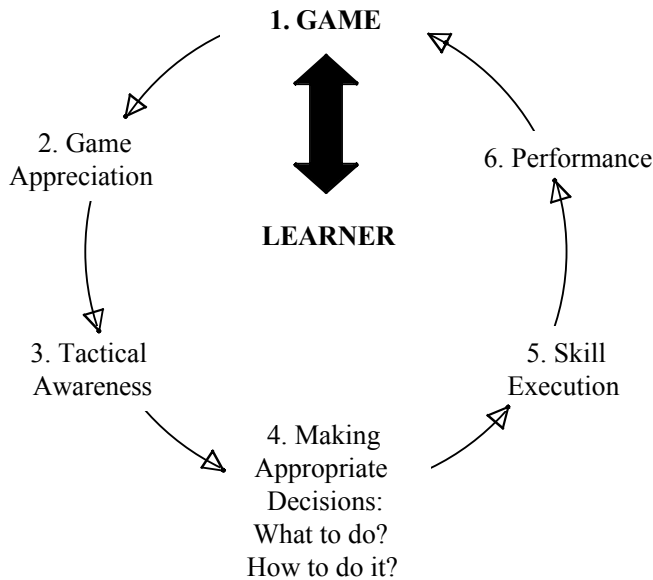 1. GAME
2. Game
Appreciation
3. Tactical
Awareness
4. Making
Appropriate
Decisions:
What to do?
How to do it?
5. Skill
Execution
6. Performance
LEARNER